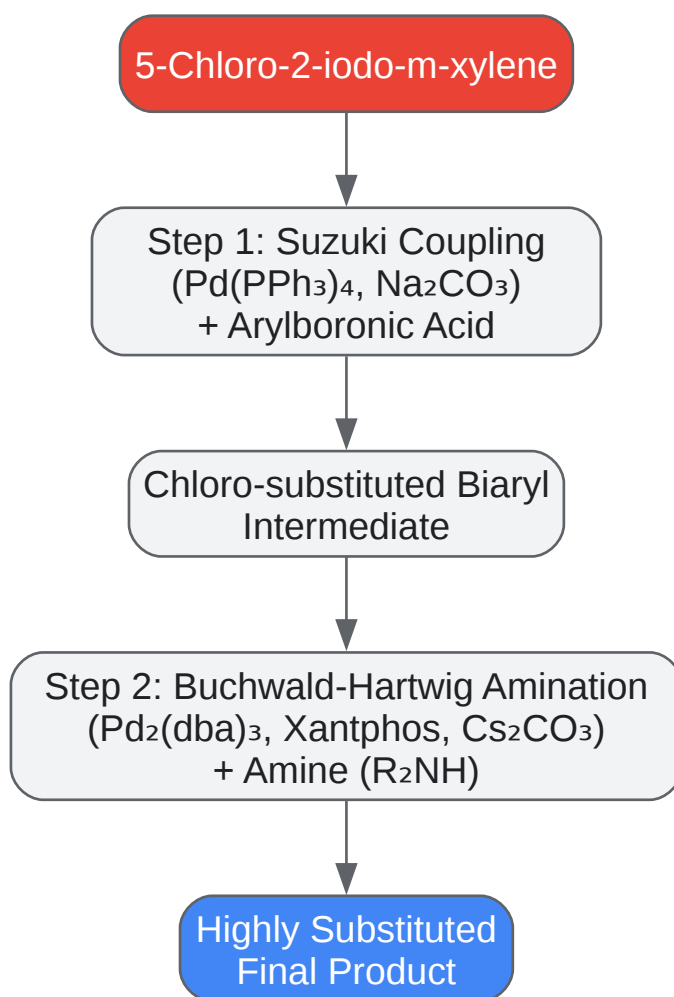 5-Chloro-2-iodo-m-xylene
Step 1: Suzuki Coupling
(Pd(PPh₃)₄, Na₂CO₃)
+ Arylboronic Acid
Chloro-substituted Biaryl
Intermediate
Step 2: Buchwald-Hartwig Amination
(Pd₂(dba)₃, Xantphos, Cs₂CO₃)
+ Amine (R₂NH)
Highly Substituted
Final Product